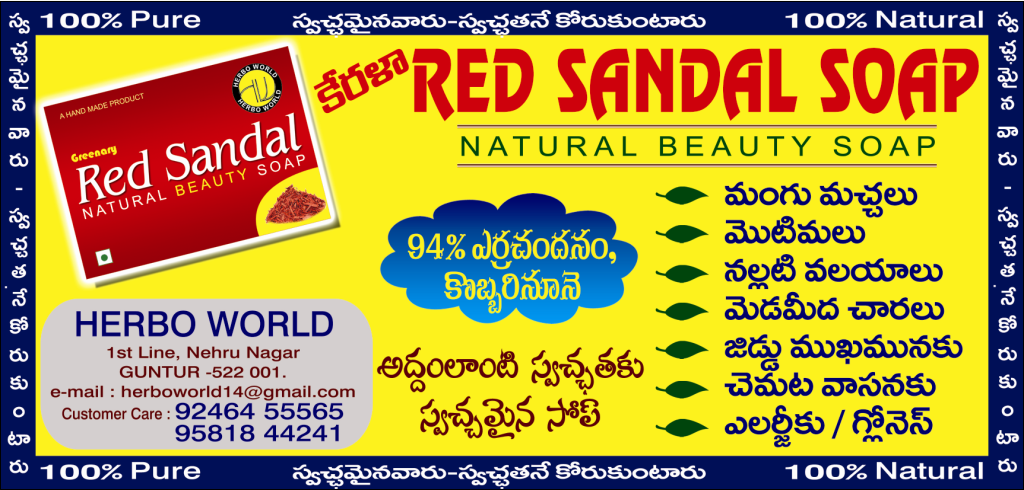 100% Pure స్వచ్ఛమైనవారు-స్వచ్ఛతనే కోరుకుంటారు 100% Natural
స్వచ్ఛమైనవారు-స్వచ్ఛతనే కోరుకుంటారు
A HAND MADE PRODUCT
HERBO WORLD
HERBO WORLD
Greenary
Red Sandal
NATURAL BEAUTY SOAP
కేరళా RED SANDAL SOAP
NATURAL BEAUTY SOAP
94% ఎర్రచందనం,
కొబ్బరినూనె
మంగు మచ్చలు
మొటిమలు
నల్లటి వలయాలు
మెడమీద చారలు
జిడ్డు ముఖమునకు
చెమట వాసనకు
ఎలర్జీకు / గ్లోనెస్
అద్దంలాంటి స్వచ్ఛతకు
స్వచ్ఛమైన సోప్
HERBO WORLD
1st Line, Nehru Nagar
GUNTUR -522 001.
e-mail : herboworld14@gmail.com
Customer Care : 92464 55565
95818 44241
స్వచ్ఛమైనవారు-స్వచ్ఛతనే కోరుకుంటారు
100% Pure స్వచ్ఛమైనవారు-స్వచ్ఛతనే కోరుకుంటారు 100% Natural